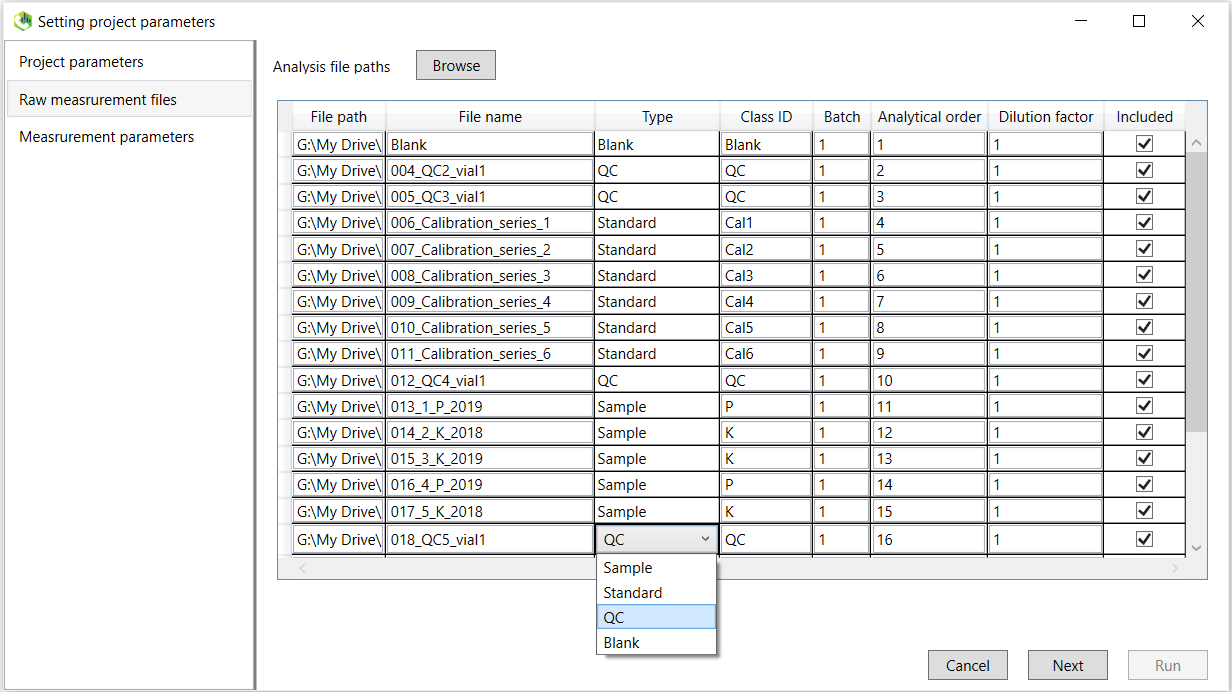 Setting project parameters
Project parameters
Raw measrurement files
Measrurement parameters
Analysis file paths Browse
File path File name Type Class ID Batch Analytical order Dilution factor Included
G:\My Drive\ Blank Blank Blank 1 1 1
G:\My Drive\ 004_QC2_vial1 QC QC 1 2 1
G:\My Drive\ 005_QC3_vial1 QC QC 1 3 1
G:\My Drive\ 006_Calibration_series_1 Standard Cal1 1 4 1
G:\My Drive\ 007_Calibration_series_2 Standard Cal2 1 5 1
G:\My Drive\ 008_Calibration_series_3 Standard Cal3 1 6 1
G:\My Drive\ 009_Calibration_series_4 Standard Cal4 1 7 1
G:\My Drive\ 010_Calibration_series_5 Standard Cal5 1 8 1
G:\My Drive\ 011_Calibration_series_6 Standard Cal6 1 9 1
G:\My Drive\ 012_QC4_vial1 QC QC 1 10 1
G:\My Drive\ 013_1_P_2019 Sample P 1 11 1
G:\My Drive\ 014_2_K_2018 Sample K 1 12 1
G:\My Drive\ 015_3_K_2019 Sample K 1 13 1
G:\My Drive\ 016_4_P_2019 Sample P 1 14 1
G:\My Drive\ 017_5_K_2018 Sample K 1 15 1
G:\My Drive\ 018_QC5_vial1 QC QC 1 16 1
Sample
Standard
QC
Blank
Cancel Next Run